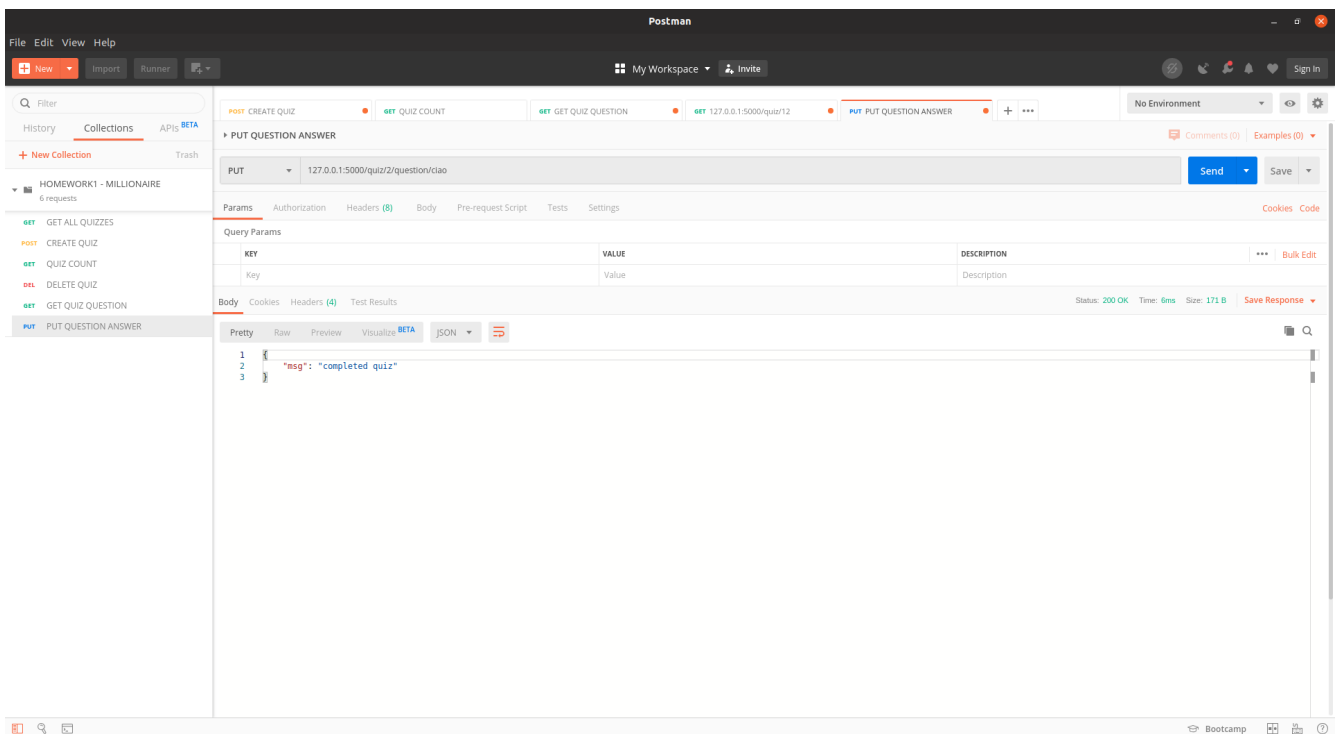 Postman
File Edit View Help
New Import Runner My Workspace Invite Sign In
Filter
History Collections APIs BETA
+ New Collection Trash
HOMEWORK1 - MILLIONAIRE
6 requests
GET GET ALL QUIZZES
POST CREATE QUIZ
GET QUIZ COUNT
DEL DELETE QUIZ
GET GET QUIZ QUESTION
PUT PUT QUESTION ANSWER
POST CREATE QUIZ GET QUIZ COUNT GET GET QUIZ QUESTION GET 127.0.0.1:5000/quiz/12 PUT PUT QUESTION ANSWER + ••• No Environment
PUT QUESTION ANSWER Comments (0) Examples (0)
PUT 127.0.0.1:5000/quiz/2/question/ciao Send Save
Params Authorization Headers (8) Body Pre-request Script Tests Settings Cookies Code
Query Params
KEY VALUE DESCRIPTION ••• Bulk Edit
Key Value Description
Body Cookies Headers (4) Test Results Status: 200 OK Time: 6ms Size: 171 B Save Response
Pretty Raw Preview Visualize BETA JSON
1 {
2 "msg": "completed quiz"
3 }
Bootcamp